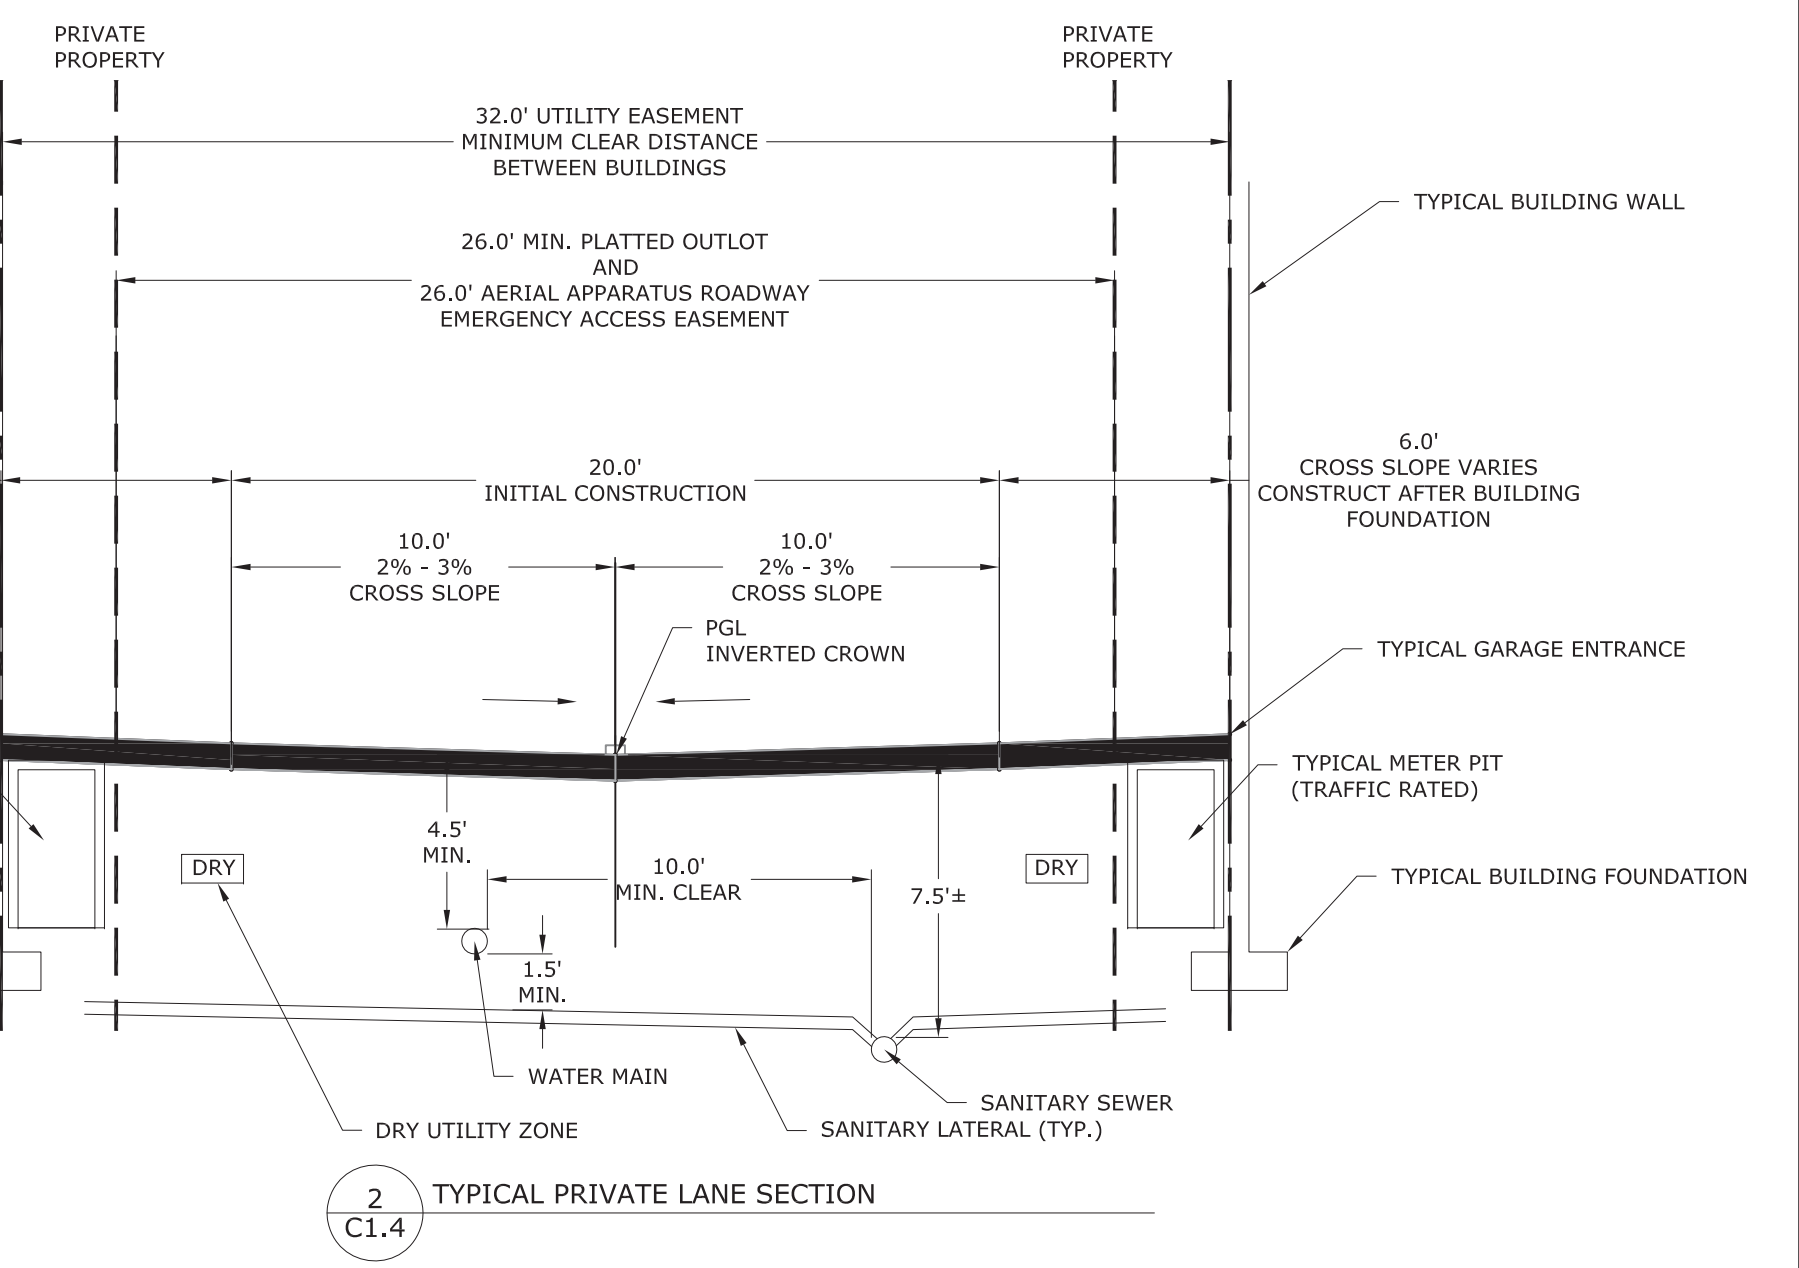 PRIVATE
PROPERTY
PRIVATE
PROPERTY
32.0' UTILITY EASEMENT
MINIMUM CLEAR DISTANCE
BETWEEN BUILDINGS
TYPICAL BUILDING WALL
26.0' MIN. PLATTED OUTLOT
AND
26.0' AERIAL APPARATUS ROADWAY
EMERGENCY ACCESS EASEMENT
6.0'
CROSS SLOPE VARIES
CONSTRUCT AFTER BUILDING
FOUNDATION
20.0'
INITIAL CONSTRUCTION
10.0'
2% - 3%
CROSS SLOPE
10.0'
2% - 3%
CROSS SLOPE
PGL
INVERTED CROWN
TYPICAL GARAGE ENTRANCE
TYPICAL METER PIT
(TRAFFIC RATED)
4.5'
MIN.
DRY
10.0'
MIN. CLEAR
7.5'±
DRY
TYPICAL BUILDING FOUNDATION
1.5'
MIN.
WATER MAIN
SANITARY SEWER
DRY UTILITY ZONE
SANITARY LATERAL (TYP.)
2
C1.4
TYPICAL PRIVATE LANE SECTION